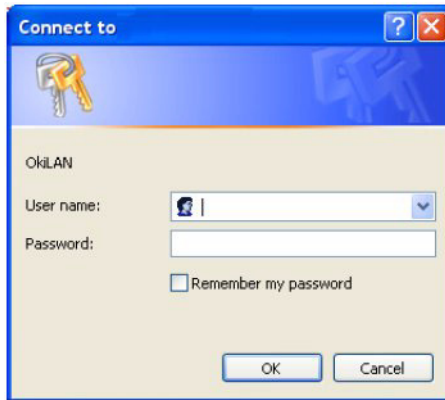 Connect to
OkiLAN
User name:
Password:
Remember my password
OK Cancel